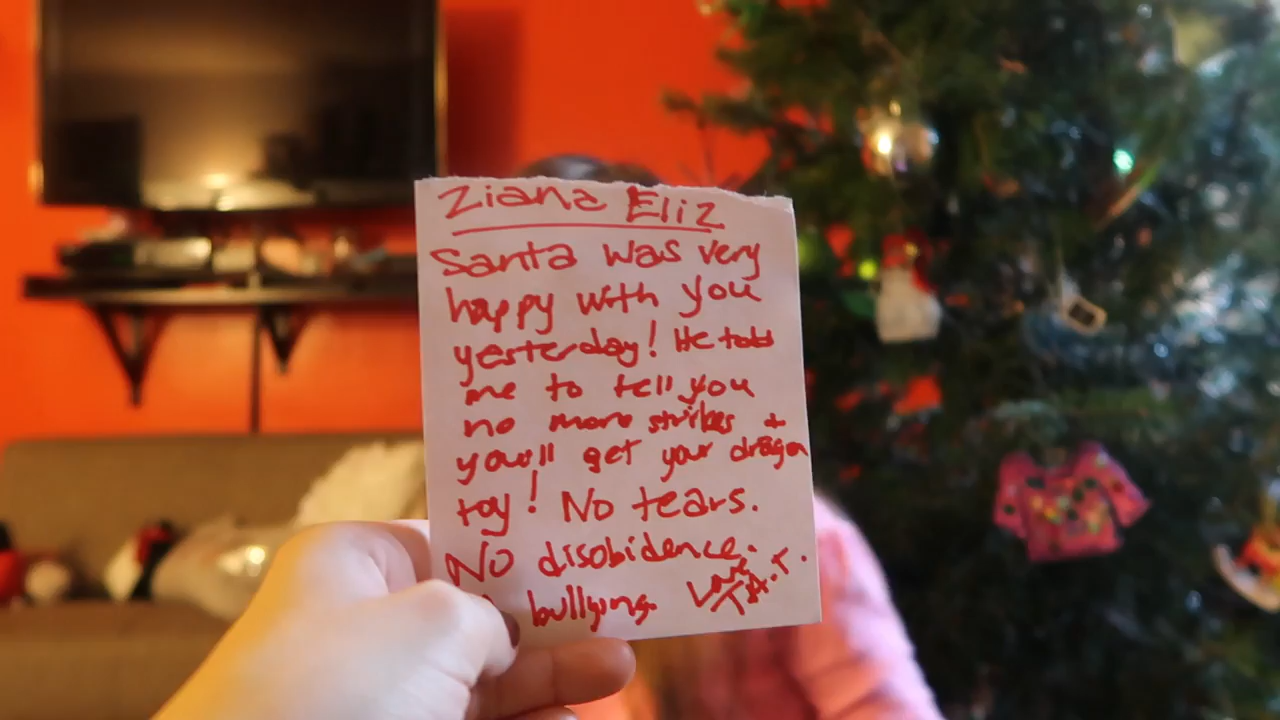 Ziana Eliz
Santa was very
happy with you
yesterday! He told
me to tell you
no more strikes +
you'll get your dragon
toy! No tears.
No disobidence.
bullying. Love
T.A.T.